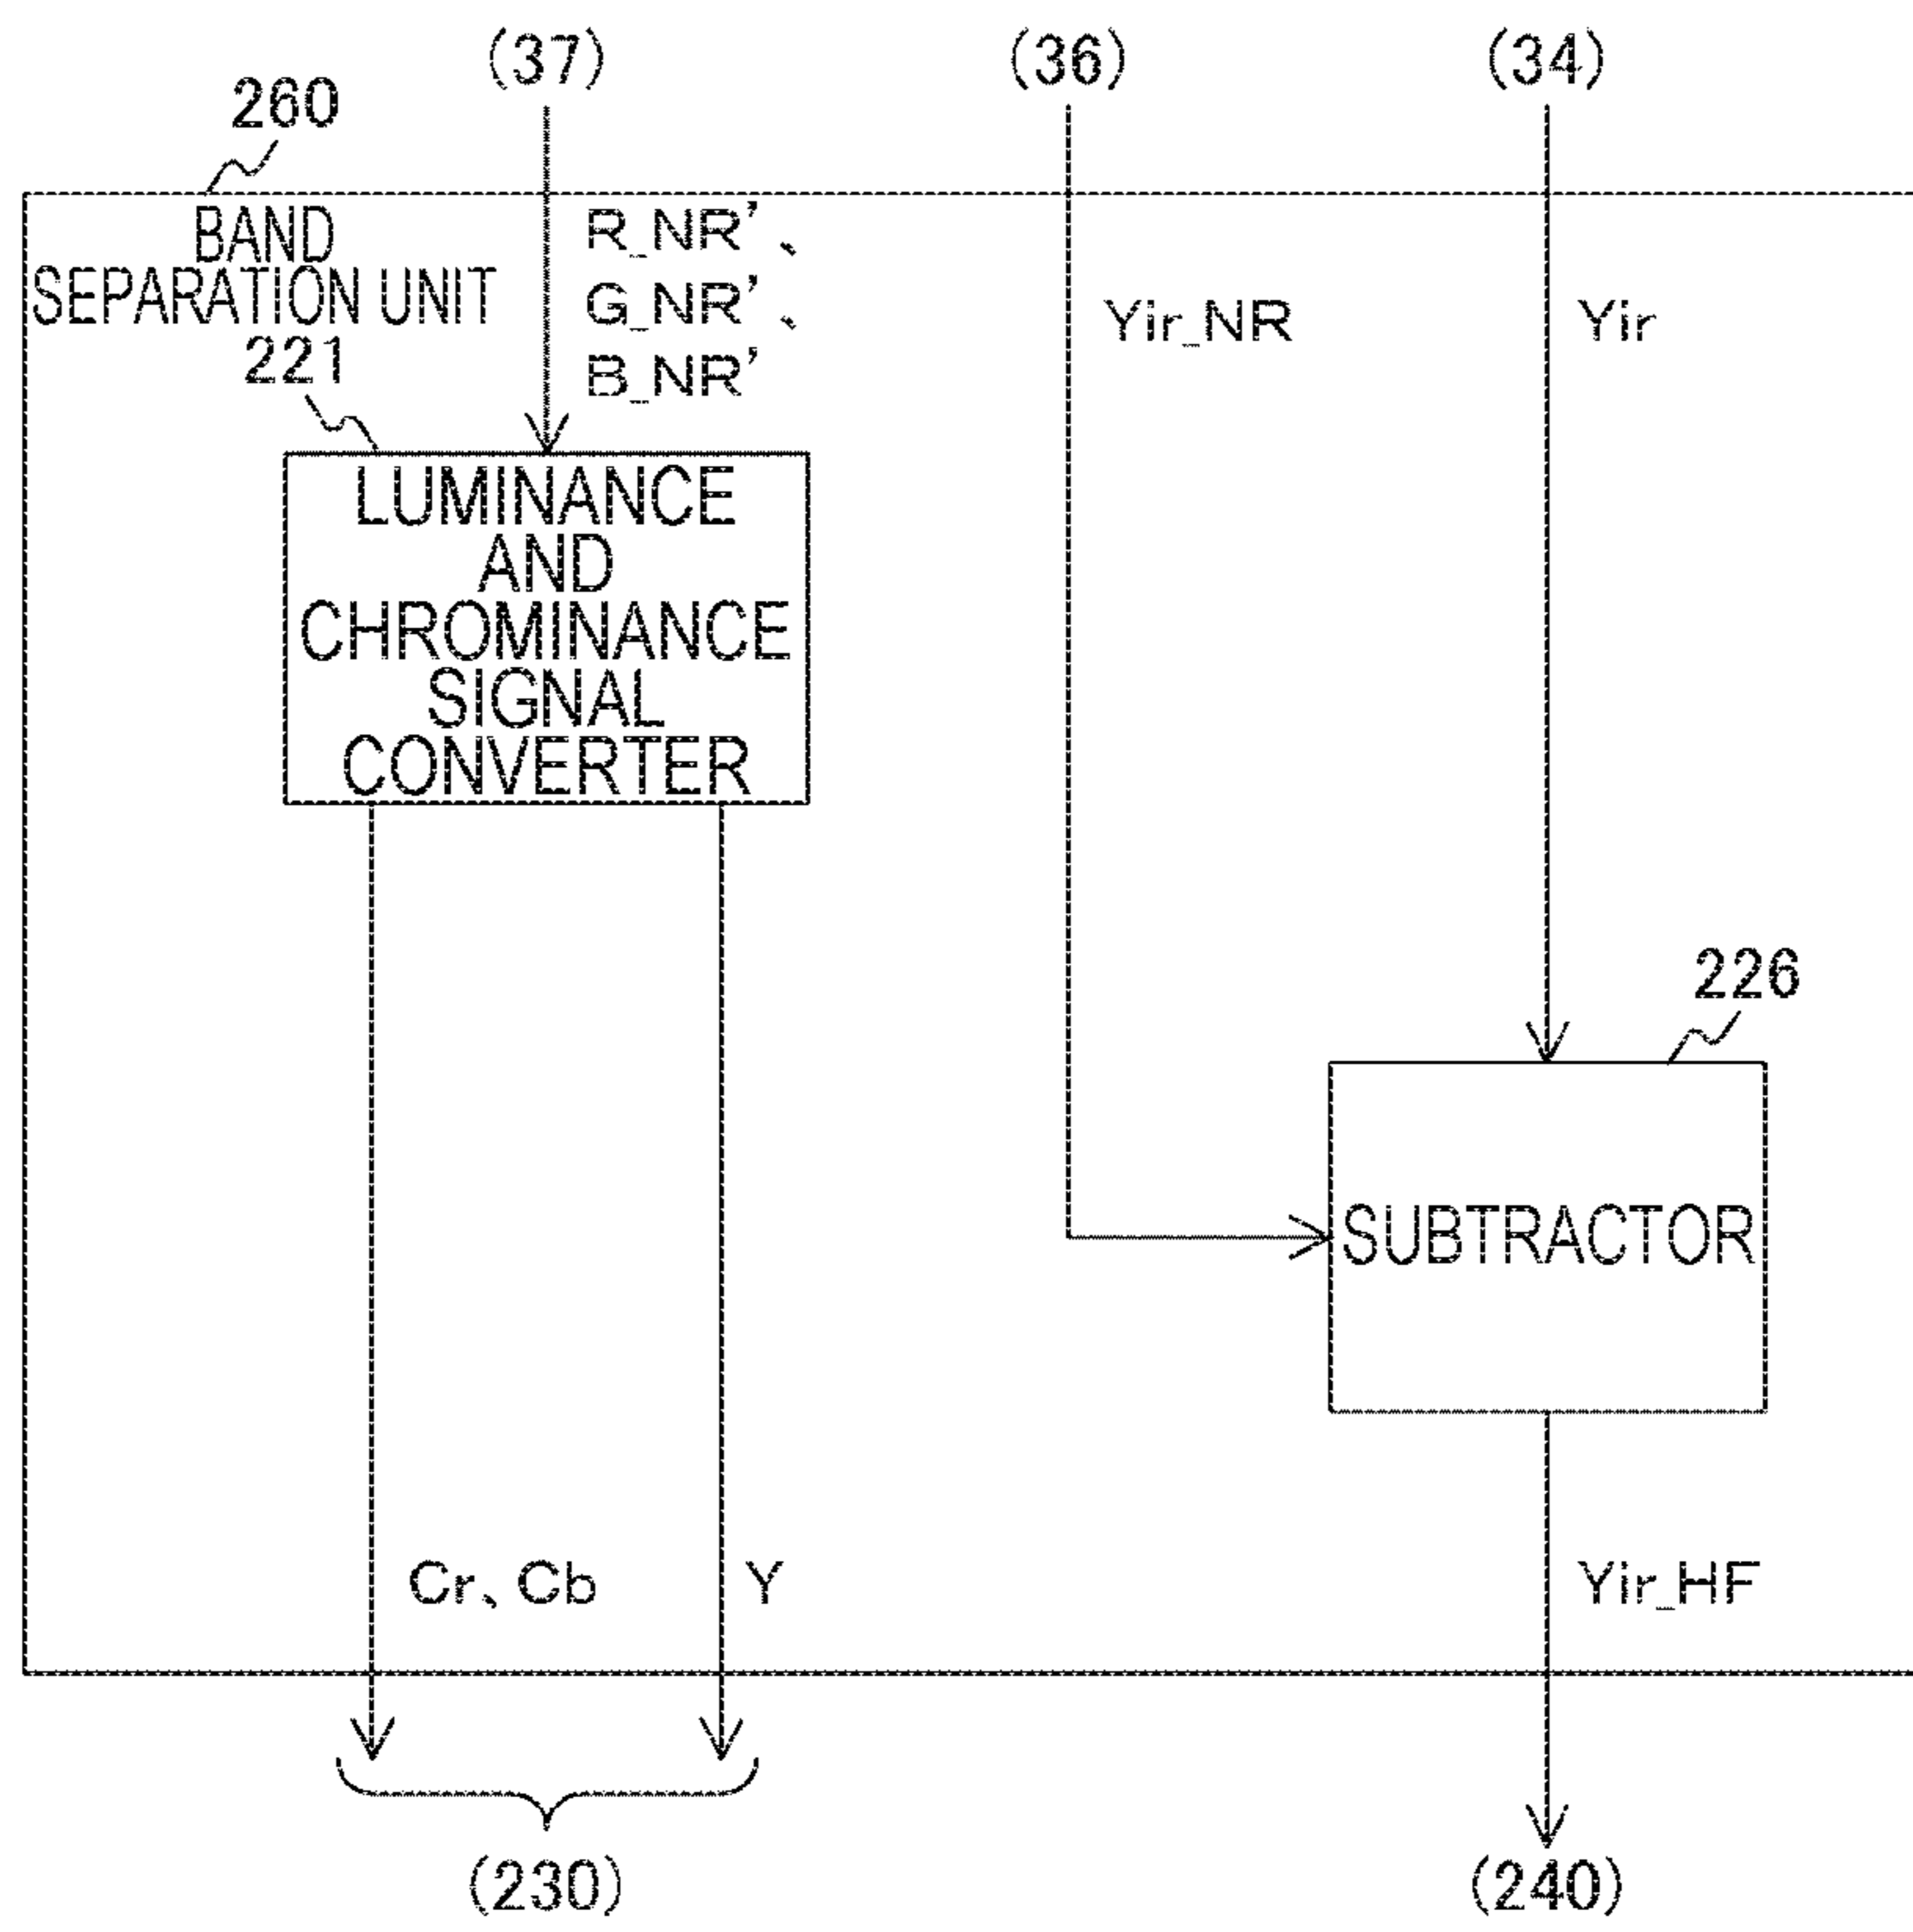 (37)
(36)
(34)
260
BAND
SEPARATION UNIT
R_NR'、
G_NR'、
B_NR'
Yir_NR
Yir
221
LUMINANCE
AND
CHROMINANCE
SIGNAL
CONVERTER
226
SUBTRACTOR
Cr、Cb
Y
Yir_HF
(230)
(240)